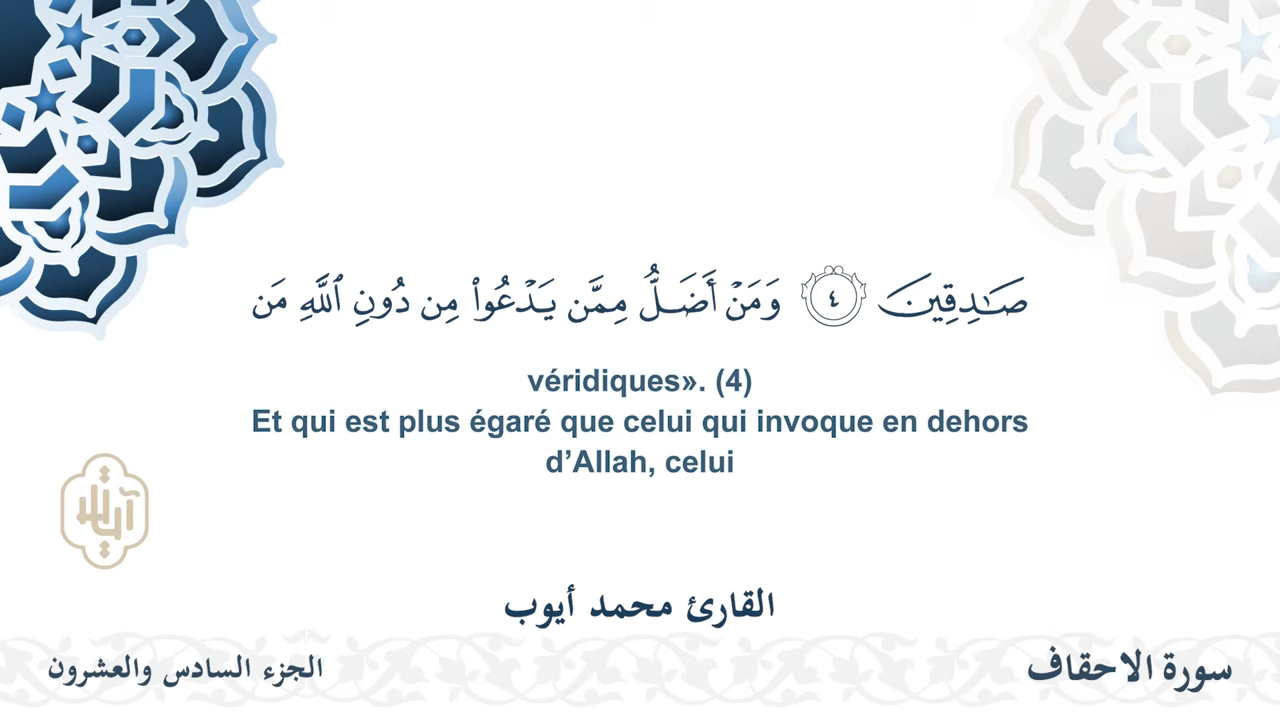 صَـٰدِقِينَ ٤ وَمَنْ أَضَلُّ مِمَّن يَدْعُوا۟ مِن دُونِ ٱللَّهِ مَن
véridiques». (4)
Et qui est plus égaré que celui qui invoque en dehors
d’Allah, celui
القارئ محمد أيوب
سورة الاحقاف
الجزء السادس والعشرون